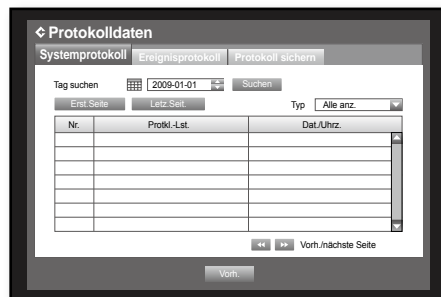 Protokolldaten
Systemprotokoll Ereignisprotokoll Protokoll sichern
Tag suchen 2009-01-01 Suchen
Erst.Seite Letz.Seit. Typ Alle anz.
Nr. Protkl.-Lst. Dat./Uhrz.
Vorh./nächste Seite
Vorh.